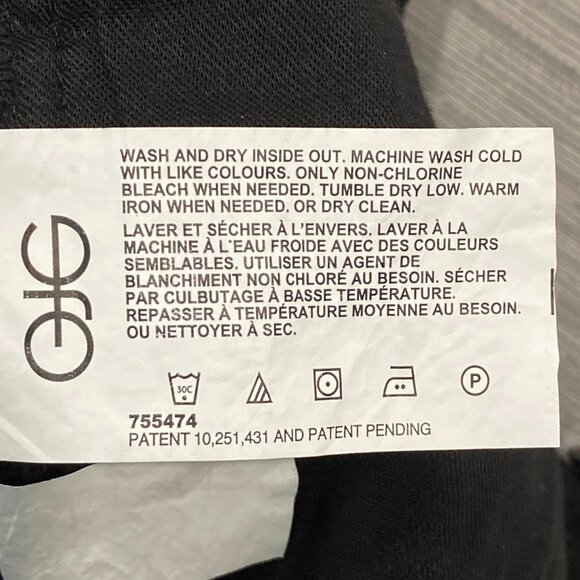 WASH AND DRY INSIDE OUT. MACHINE WASH COLD
WITH LIKE COLOURS. ONLY NON-CHLORINE
BLEACH WHEN NEEDED. TUMBLE DRY LOW. WARM
IRON WHEN NEEDED. OR DRY CLEAN.
LAVER ET SÉCHER À L'ENVERS. LAVER À LA
MACHINE À L'EAU FROIDE AVEC DES COULEURS
SEMBLABLES. UTILISER UN AGENT DE
BLANCHIMENT NON CHLORÉ AU BESOIN. SÉCHER
PAR CULBUTAGE À BASSE TEMPÉRATURE.
REPASSER À TEMPÉRATURE MOYENNE AU BESOIN.
OU NETTOYER À SEC.
30C
P
755474
PATENT 10,251,431 AND PATENT PENDING